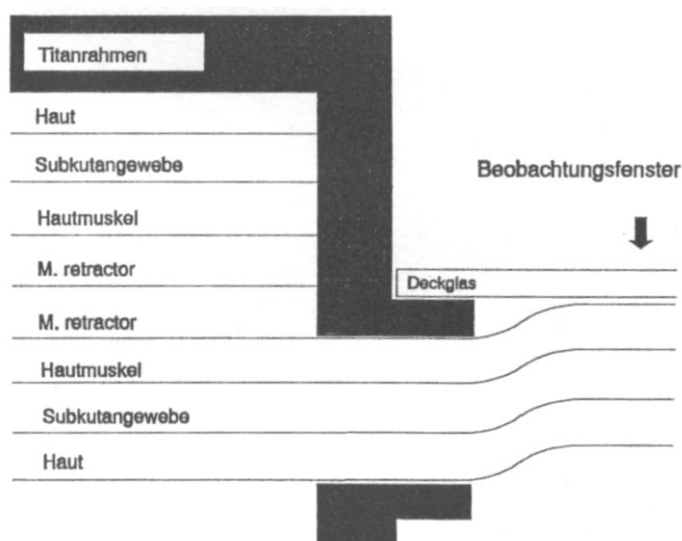 Titanrahmen
Haut
Subkutangewebe
Beobachtungsfenster
Hautmuskel
M. retractor
Deckglas
M. retractor
Hautmuskel
Subkutangewebe
Haut